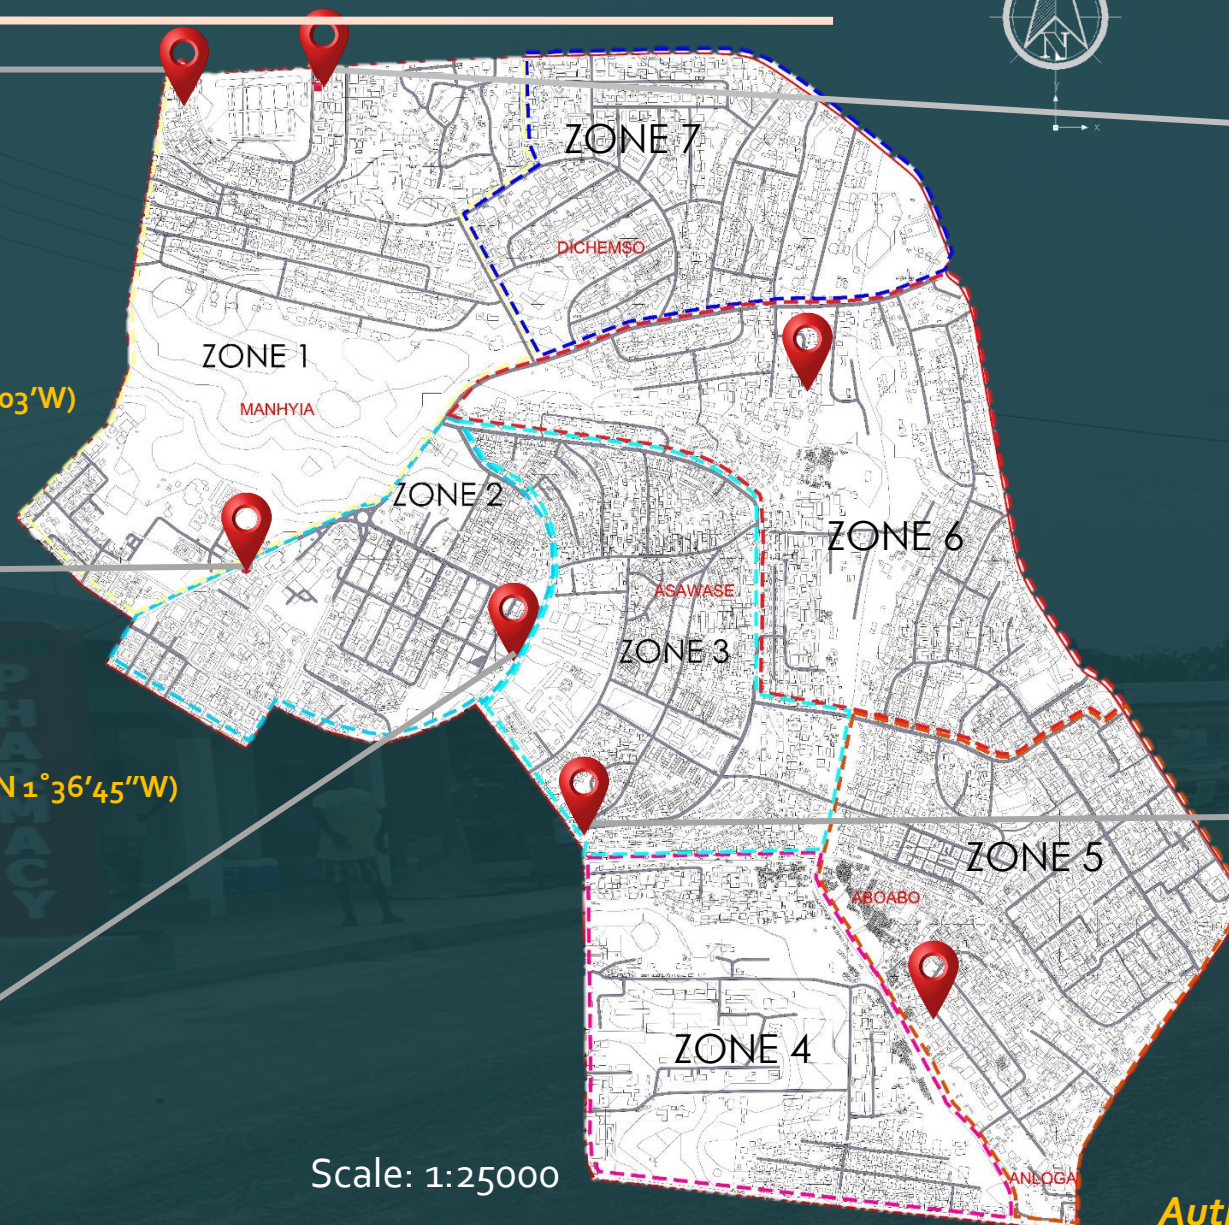 N
Y
X
ZONE 7
DICHEMSO
ZONE 1
03'W)
MANHYIA
ZONE 2
ZONE 6
ASAWASE
ZONE 3
N 1°36'45"W)
PHARMACY
ZONE 5
ABOABO
ZONE 4
Scale: 1:25000
ANLOGA
Aut